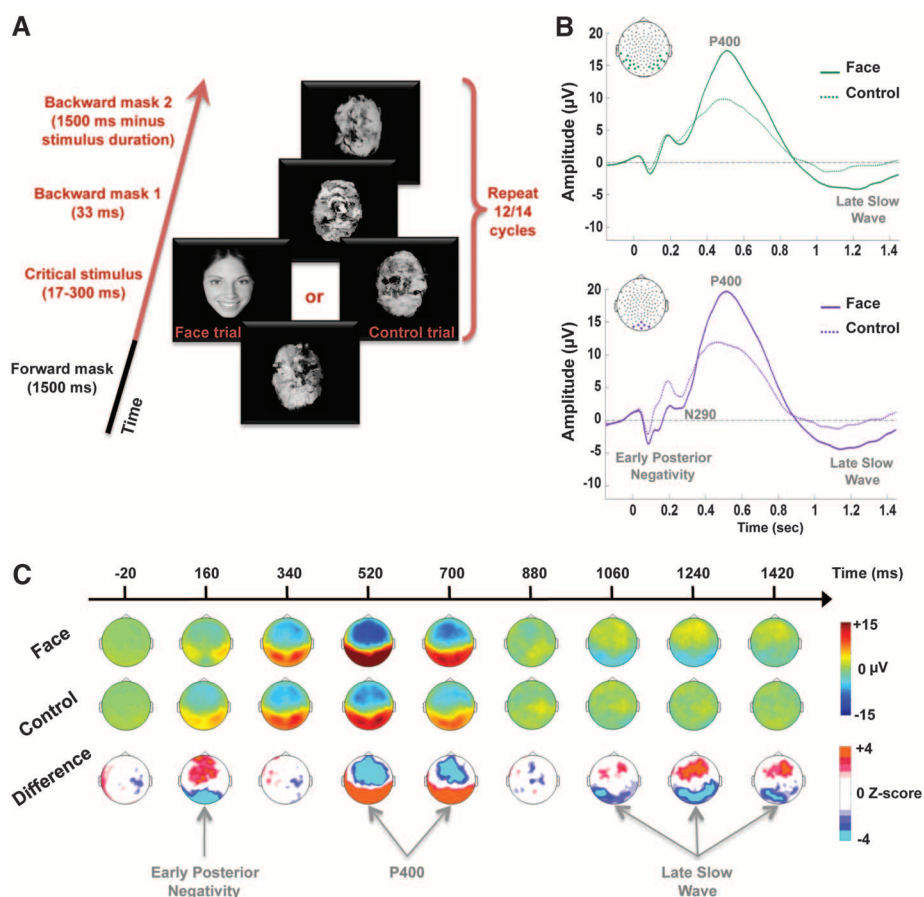 A
Backward mask 2
(1500 ms minus
stimulus duration)
Backward mask 1
(33 ms)
Critical stimulus
(17-300 ms)
Forward mask
(1500 ms)
Time
Face trial
or
Control trial
Repeat
12/14
cycles
B
Amplitude (µV)
20
15
10
5
0
-5
-10
P400
Face
Control
Late Slow
Wave
0 0.2 0.4 0.6 0.8 1 1.2 1.4
Amplitude (µV)
20
15
10
5
0
-5
-10
P400
Face
Control
N290
Early Posterior
Negativity
Late Slow
Wave
0 0.2 0.4 0.6 0.8 1 1.2 1.4
Time (sec)
C
-20 160 340 520 700 880 1060 1240 1420 Time (ms)
Face
Control
Difference
+15
0 µV
-15
+4
0 Z-score
-4
Early Posterior
Negativity
P400
Late Slow
Wave